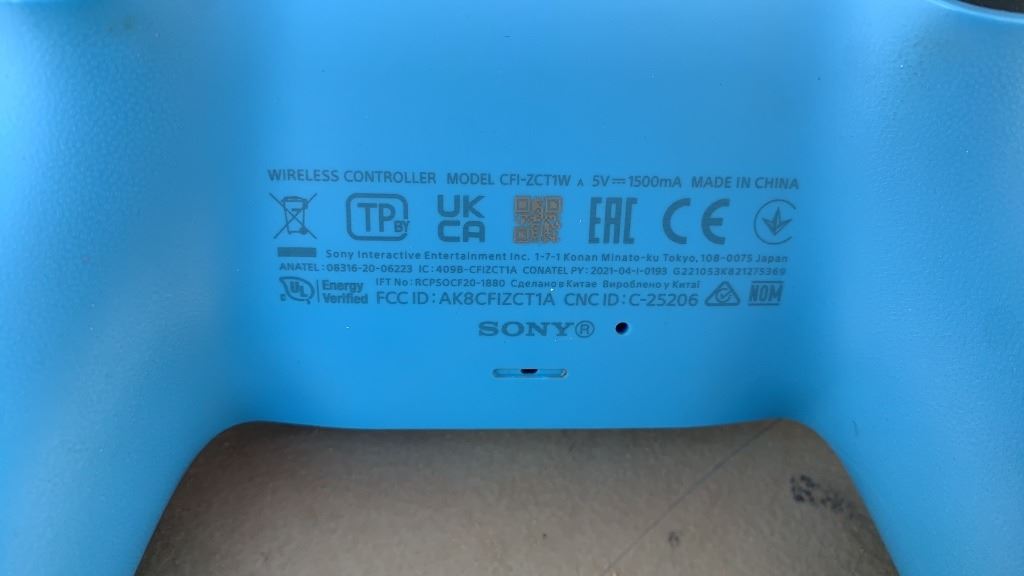 WIRELESS CONTROLLER MODEL CFI-ZCT1W A 5V⎓1500mA MADE IN CHINA
TP BY UK CA EAC CE
Sony Interactive Entertainment Inc. 1-7-1 Konan Minato-ku Tokyo, 108-0075 Japan
ANATEL:08316-20-06223 IC:409B-CFIZCT1A CONATEL PY:2021-04-I-0193 G221053K821275369
IFT No:RCPSOCF20-1880 Сделано в Китае Вироблено у Китаї
UL Energy Verified FCC ID:AK8CFIZCT1A CNC ID:C-25206 NOM
SONY®